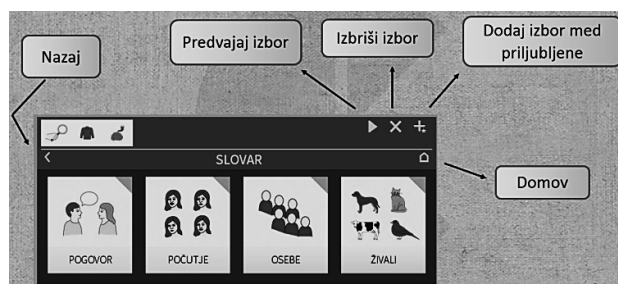 Nazaj
Predvajaj izbor
Izbriši izbor
Dodaj izbor med
priljubljene
SLOVAR
Domov
POGOVOR
POČUTJE
OSEBE
ŽIVALI